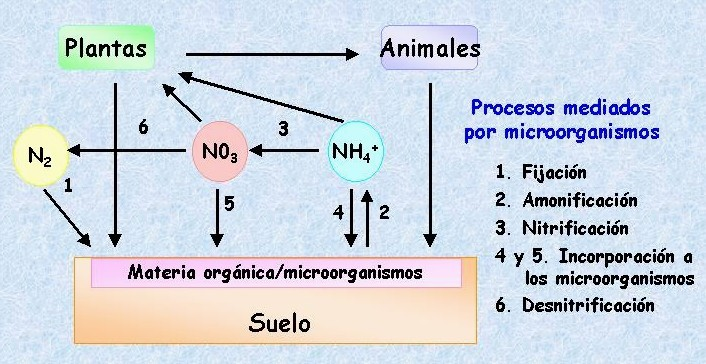 Plantas
Animales
Procesos mediados
por microorganismos
6
3
N2
N03
NH4+
1
5
4
2
1. Fijación
2. Amonificación
3. Nitrificación
4 y 5. Incorporación a
los microorganismos
6. Desnitrificación
Materia orgánica/microorganismos
Suelo